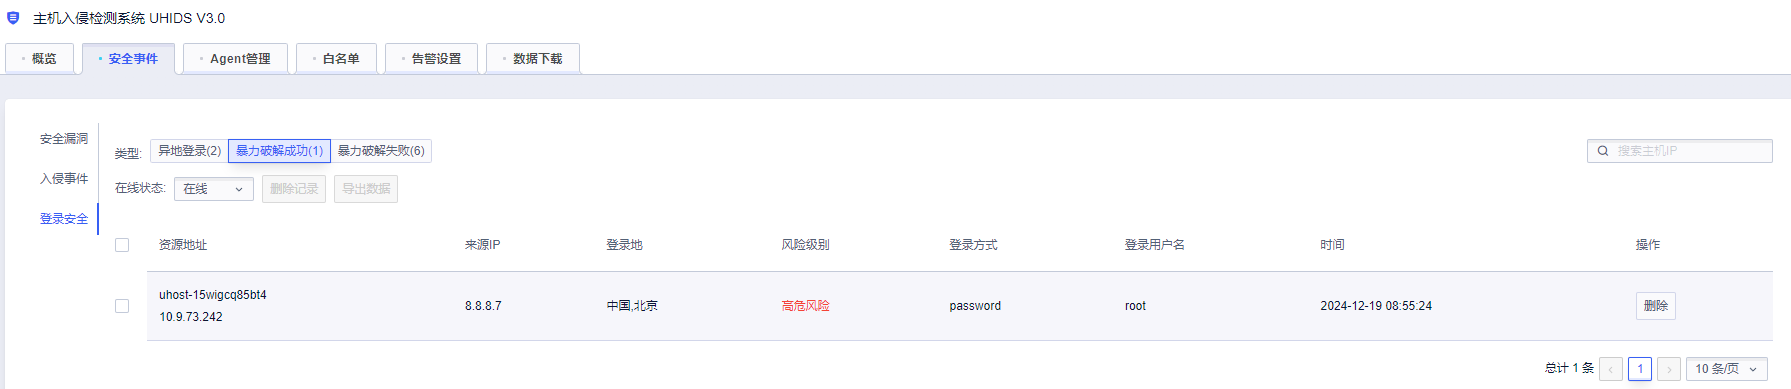 主机入侵检测系统 UHIDS V3.0
概览 安全事件 Agent管理 白名单 告警设置 数据下载
安全漏洞
入侵事件
登录安全
类型: 异地登录(2) 暴力破解成功(1) 暴力破解失败(6) 搜索主机IP
在线状态: 在线 删除记录 导出数据
资源地址 来源IP 登录地 风险级别 登录方式 登录用户名 时间 操作
uhost-15wigcq85bt4
10.9.73.242
8.8.8.7 中国,北京 高危风险 password root 2024-12-19 08:55:24 删除
总计 1 条 ‹ 1 › 10 条/页